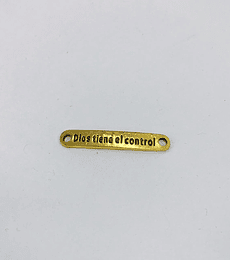 Dios tiene el control